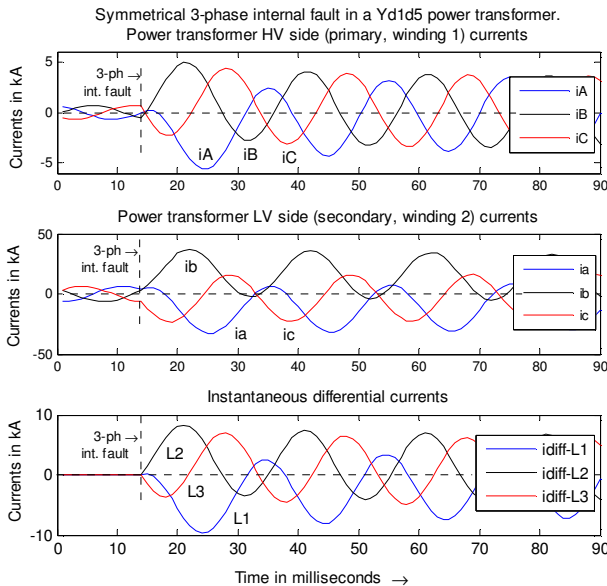 Symmetrical 3-phase internal fault in a Yd1d5 power transformer.
Power transformer HV side (primary, winding 1) currents
Currents in kA
5
0
-5
3-ph →
int. fault
iA
iB
iC
iA
iB
iC
0 10 20 30 40 50 60 70 80 90
Power transformer LV side (secondary, winding 2) currents
Currents in kA
50
0
-50
3-ph →
int. fault
ib
ia
ic
ia
ib
ic
0 10 20 30 40 50 60 70 80 90
Instantaneous differential currents
Currents in kA
10
0
-10
3-ph →
int. fault
L2
L3
L1
idiff-L1
idiff-L2
idiff-L3
0 10 20 30 40 50 60 70 80 90
Time in milliseconds →